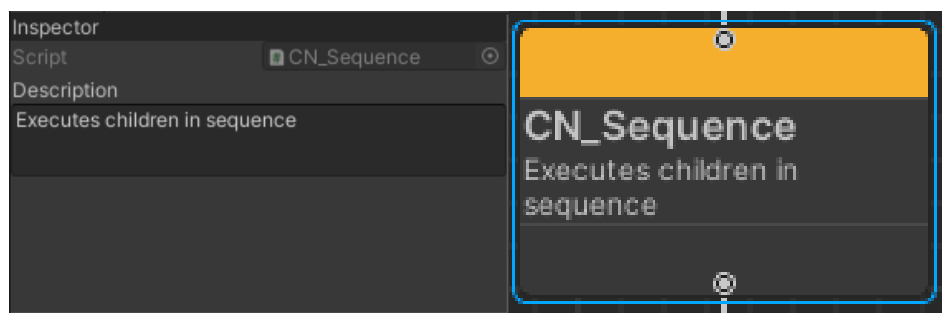 Inspector
Script CN_Sequence
Description
Executes children in sequence
CN_Sequence
Executes children in
sequence